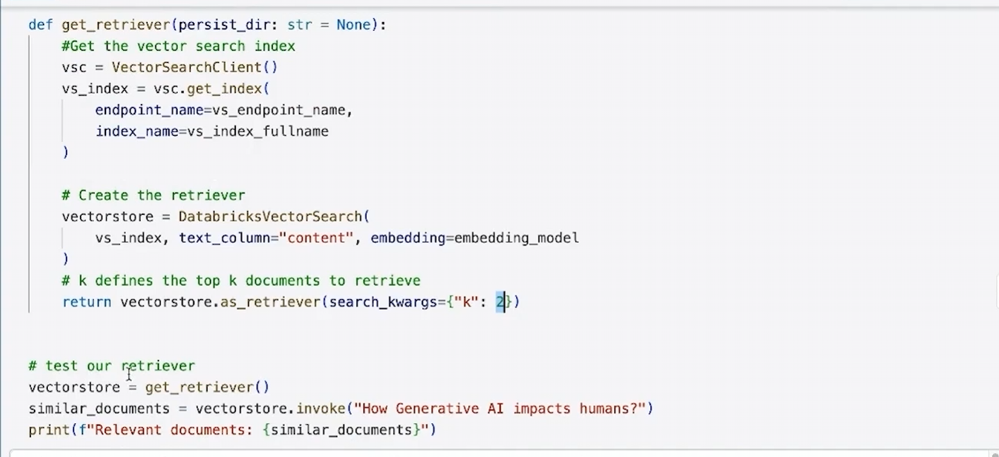 def get_retriever(persist_dir: str = None):
    #Get the vector search index
    vsc = VectorSearchClient()
    vs_index = vsc.get_index(
        endpoint_name=vs_endpoint_name,
        index_name=vs_index_fullname
    )
    # Create the retriever
    vectorstore = DatabricksVectorSearch(
        vs_index, text_column="content", embedding=embedding_model
    )
    # k defines the top k documents to retrieve
    return vectorstore.as_retriever(search_kwargs={"k": 2})
# test our retriever
vectorstore = get_retriever()
similar_documents = vectorstore.invoke("How Generative AI impacts humans?")
print(f"Relevant documents: {similar_documents}")